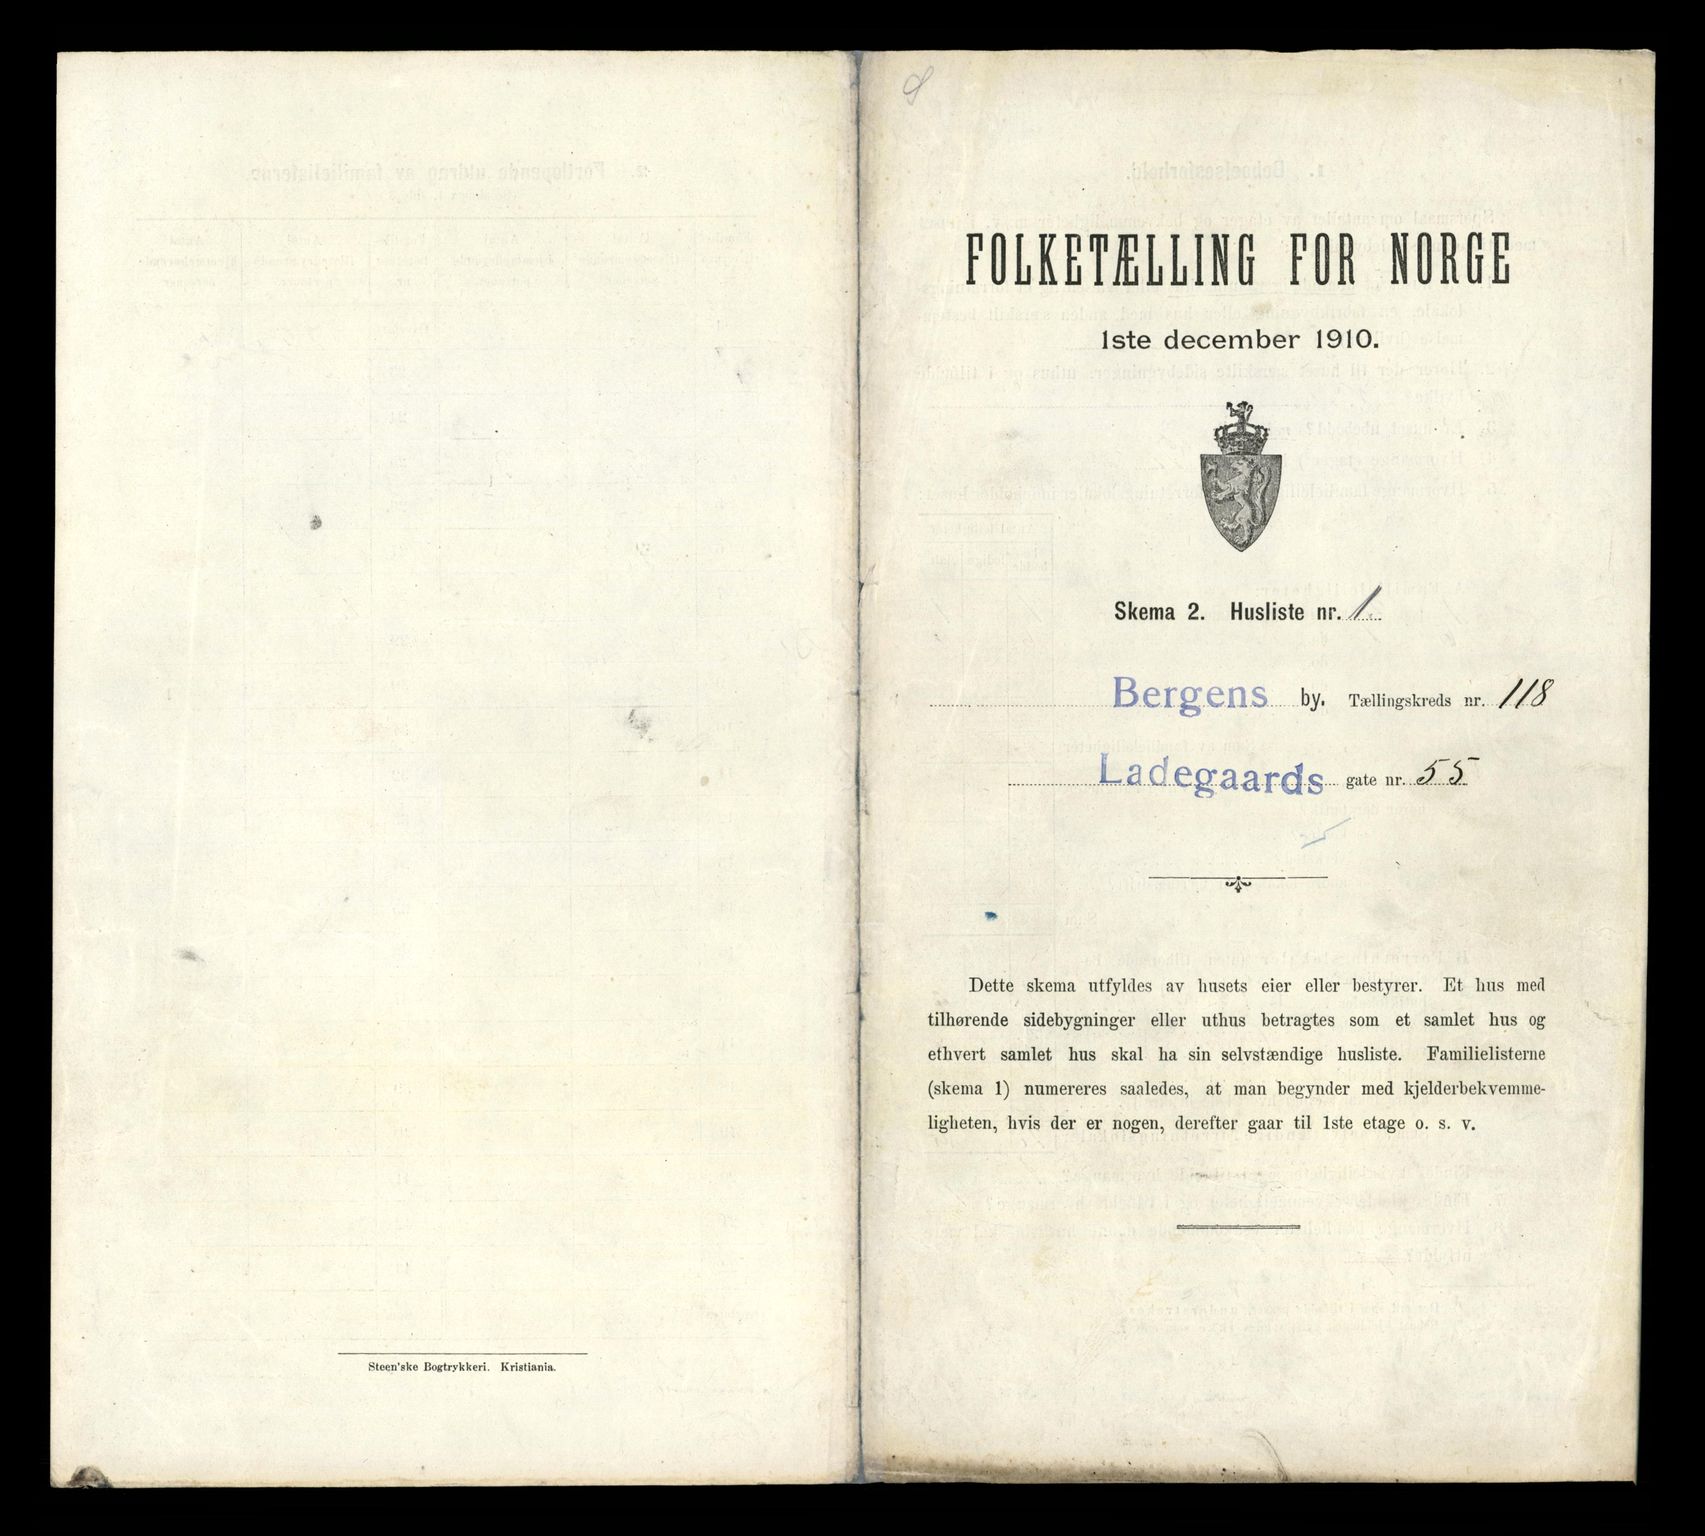 FOLKETÆLLING FOR NORGE
1ste december 1910.
Skema 2. Husliste nr. 1.
Bergens by. Tællingskreds nr. 118
Ladegaards gate nr. 55
Dette skema utfyldes av husets eier eller bestyrer. Et hus med
tilhørende sidebygninger eller uthus betragtes som et samlet hus og
ethvert samlet hus skal ha sin selvstændige husliste. Familielisterne
(skema 1) numereres saaledes, at man begynder med kjelderbekvemme-
ligheten, hvis der er nogen, derefter gaar til 1ste etage o. s. v.
Steen'ske Bogtrykkeri. Kristiania.